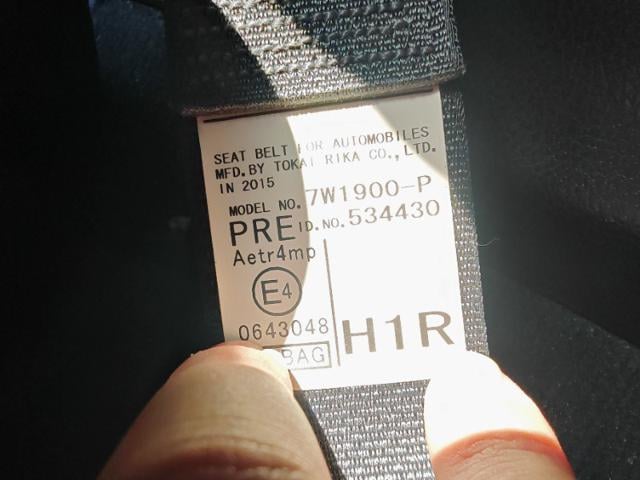 SEAT BELT FOR AUTOMOBILES
MFD. BY TOKAI RIKA CO., LTD.
IN 2015
MODEL NO. 7W1900-P
PRE ID.NO. 534430
Aetr4mp
E4
0643048
H1R